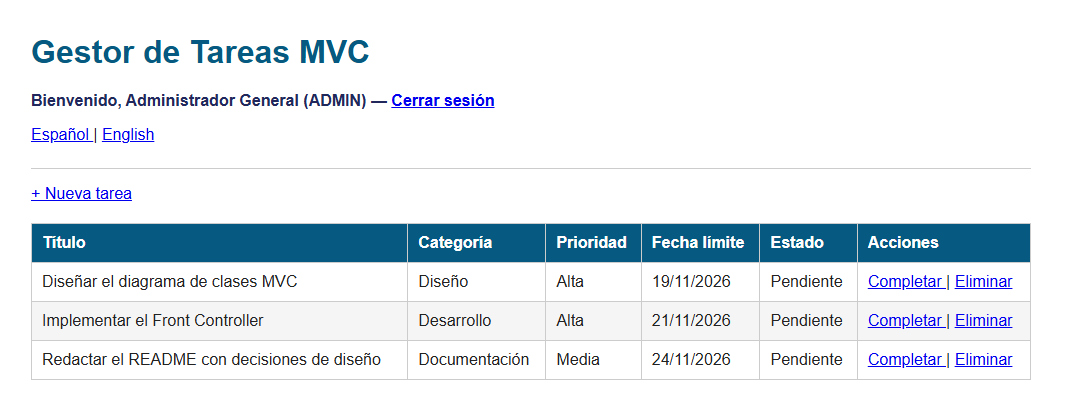 Gestor de Tareas MVC
Bienvenido, Administrador General (ADMIN) — Cerrar sesión
Español | English
+ Nueva tarea
Título Categoría Prioridad Fecha límite Estado Acciones
Diseñar el diagrama de clases MVC Diseño Alta 19/11/2026 Pendiente Completar | Eliminar
Implementar el Front Controller Desarrollo Alta 21/11/2026 Pendiente Completar | Eliminar
Redactar el README con decisiones de diseño Documentación Media 24/11/2026 Pendiente Completar | Eliminar